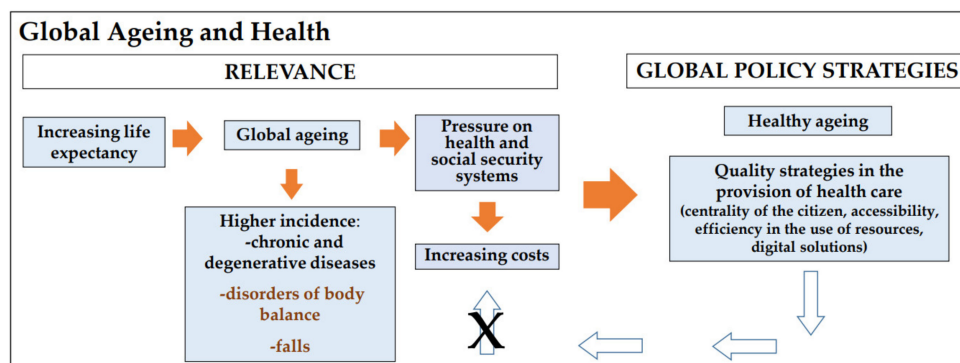 Global Ageing and Health
RELEVANCE
GLOBAL POLICY STRATEGIES
Increasing life
expectancy
Global ageing
Pressure on
health and
social security
systems
Higher incidence:
-chronic and
degenerative diseases
-disorders of body
balance
-falls
Increasing costs
X
Healthy ageing
Quality strategies in the
provision of health care
(centrality of the citizen, accessibility,
efficiency in the use of resources,
digital solutions)